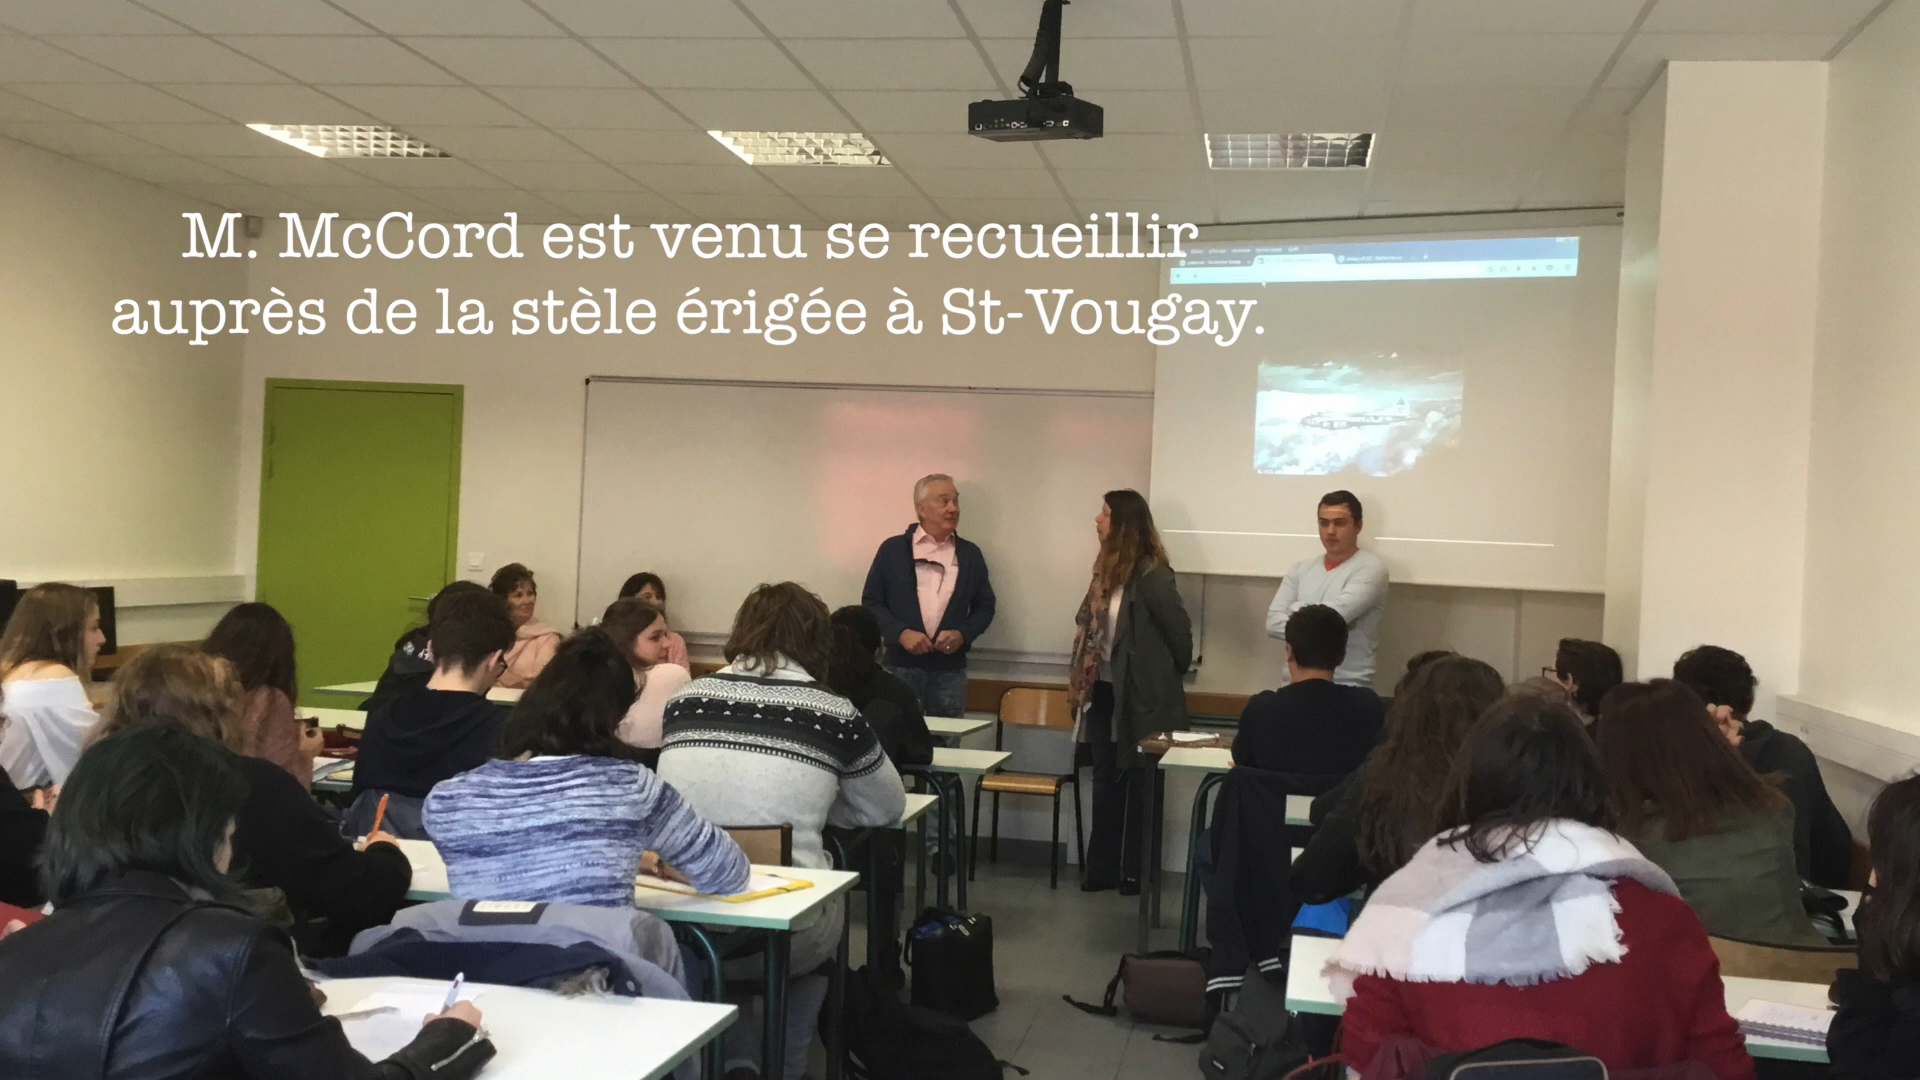 M. McCord est venu se recueillir
auprès de la stèle érigée à St-Vougay.